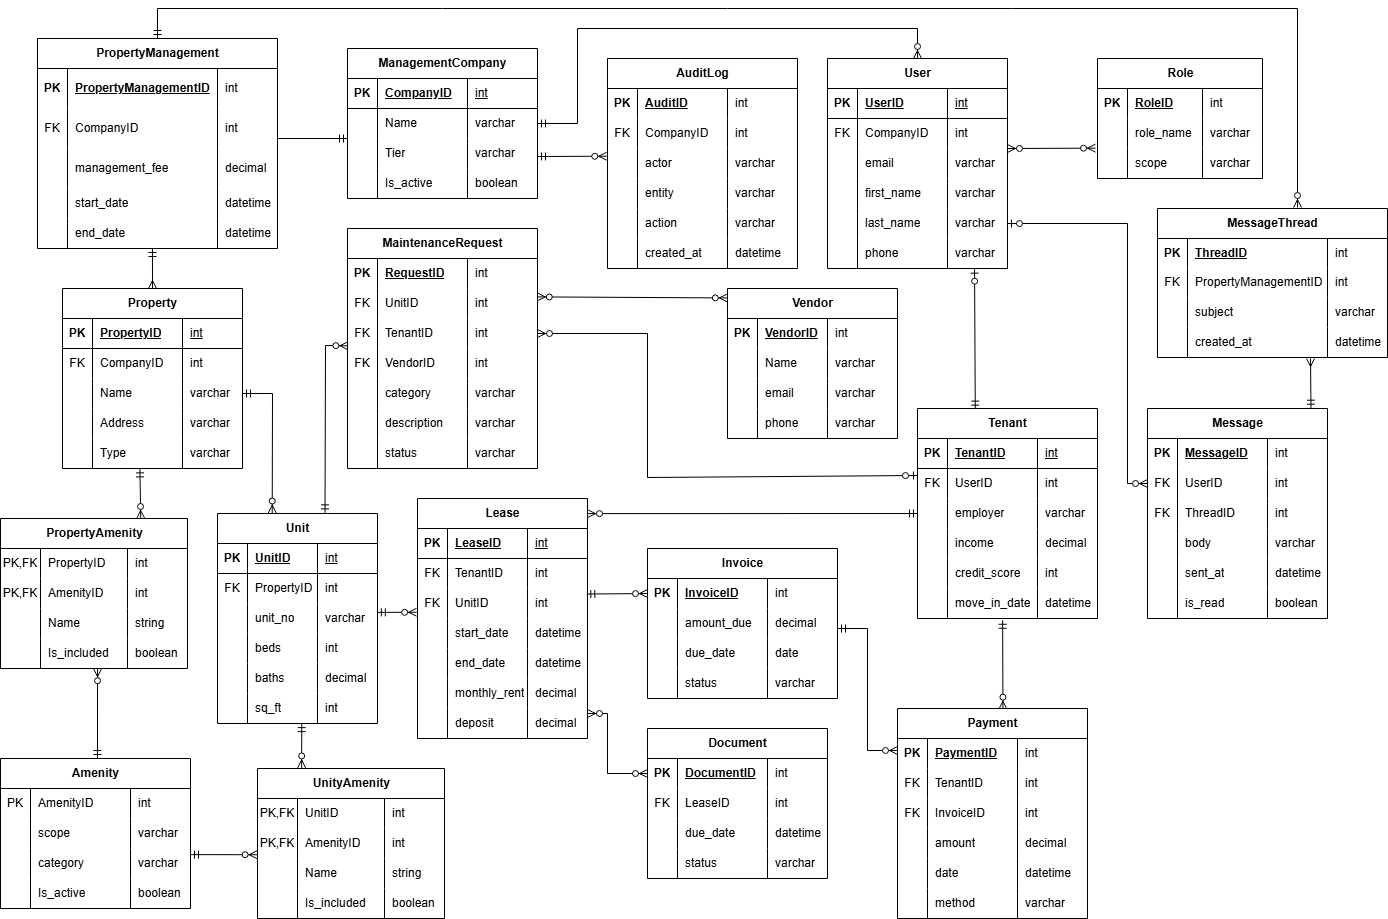 PropertyManagement
PK PropertyManagementID int
FK CompanyID int
management_fee decimal
start_date datetime
end_date datetime
ManagementCompany
PK CompanyID int
Name varchar
Tier varchar
Is_active boolean
AuditLog
PK AuditID int
FK CompanyID int
actor varchar
entity varchar
action varchar
created_at datetime
User
PK UserID int
FK CompanyID int
email varchar
first_name varchar
last_name varchar
phone varchar
Role
PK RoleID int
role_name varchar
scope varchar
MessageThread
PK ThreadID int
FK PropertyManagementID int
subject varchar
created_at datetime
MaintenanceRequest
PK RequestID int
FK UnitID int
FK TenantID int
FK VendorID int
category varchar
description varchar
status varchar
Vendor
PK VendorID int
Name varchar
email varchar
phone varchar
Property
PK PropertyID int
FK CompanyID int
Name varchar
Address varchar
Type varchar
Tenant
PK TenantID int
FK UserID int
employer varchar
income decimal
credit_score int
move_in_date datetime
Message
PK MessageID int
FK UserID int
FK ThreadID int
body varchar
sent_at datetime
is_read boolean
PropertyAmenity
PK,FK PropertyID int
PK,FK AmenityID int
Name string
Is_included boolean
Unit
PK UnitID int
FK PropertyID int
unit_no varchar
beds int
baths decimal
sq_ft int
Lease
PK LeaseID int
FK TenantID int
FK UnitID int
start_date datetime
end_date datetime
monthly_rent decimal
deposit decimal
Invoice
PK InvoiceID int
amount_due decimal
due_date date
status varchar
Document
PK DocumentID int
FK LeaseID int
due_date datetime
status varchar
Payment
PK PaymentID int
FK TenantID int
FK InvoiceID int
amount decimal
date datetime
method varchar
Amenity
PK AmenityID int
scope varchar
category varchar
Is_active boolean
UnityAmenity
PK,FK UnitID int
PK,FK AmenityID int
Name string
Is_included boolean